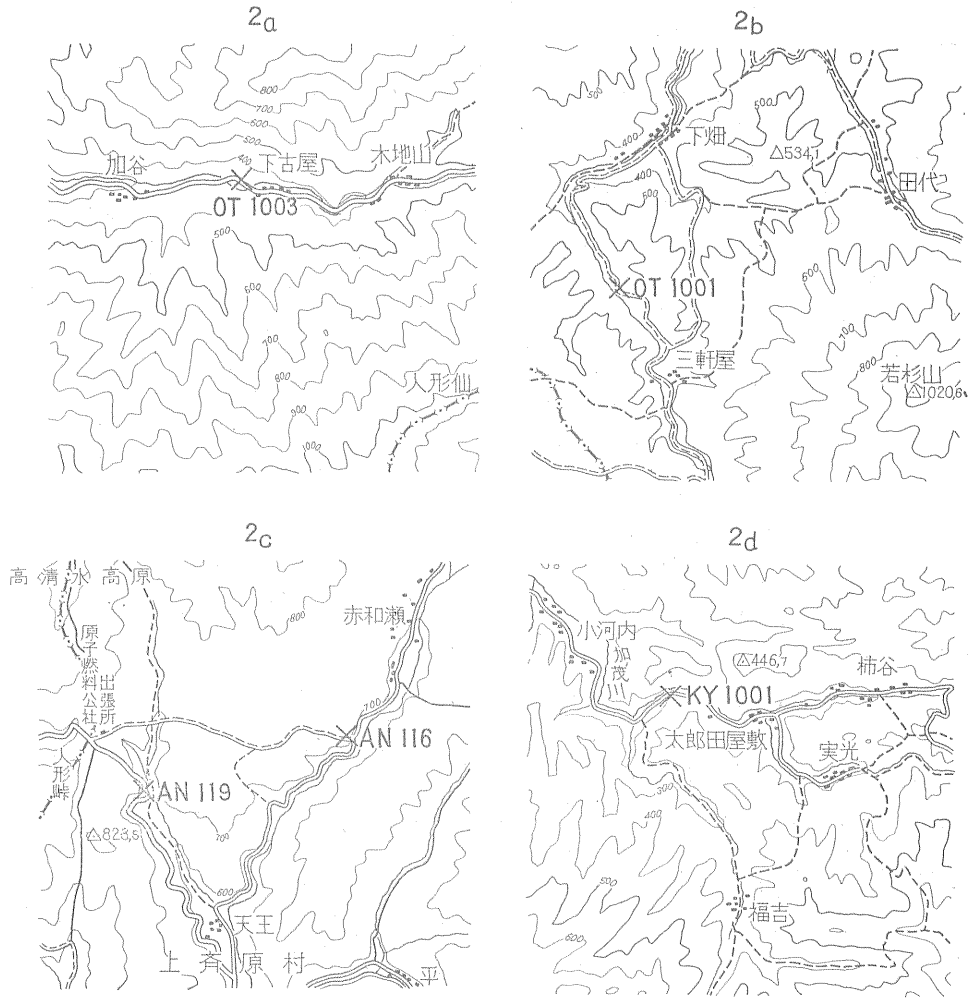 2a
800
700
600
500
400
加谷
下古屋
木地山
OT 1003
500
600
700
800
900
1000
人形仙
2b
500
400
下畑
500
△534,1
田代
400
500
OT 1001
600
700
800
三軒屋
若杉山
1020,6
2c
高清水高原
800
赤和瀬
原子燃料公社
出張所
700
AN 116
人形峠
AN 119
823,5
700
600
天王
上斉原村
平
2d
小河内
加茂川
446,7
柿谷
KY 1001
太郎田屋敷
実光
300
400
500
600
福吉